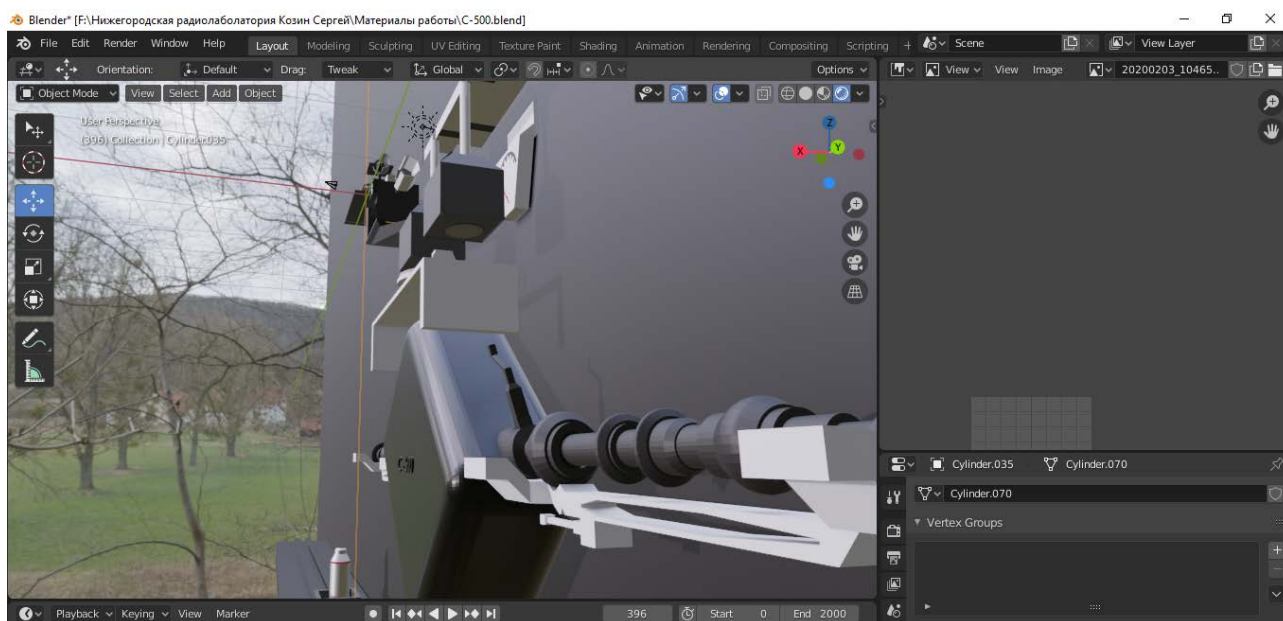 Blender* [F:\Нижегородская радиолаболатория Козин Сергей\Материалы работы\C-500.blend]
File Edit Render Window Help Layout Modeling Sculpting UV Editing Texture Paint Shading Animation Rendering Compositing Scripting + Scene View Layer
Orientation: Default Drag: Tweak Global Options View View Image 20200203_10465..
Object Mode View Select Add Object
User Perspective
(396) Collection | Cylinder.035
Z
X Y
Cylinder.035 Cylinder.070
Cylinder.070
Vertex Groups
Playback Keying View Marker 396 Start 0 End 2000